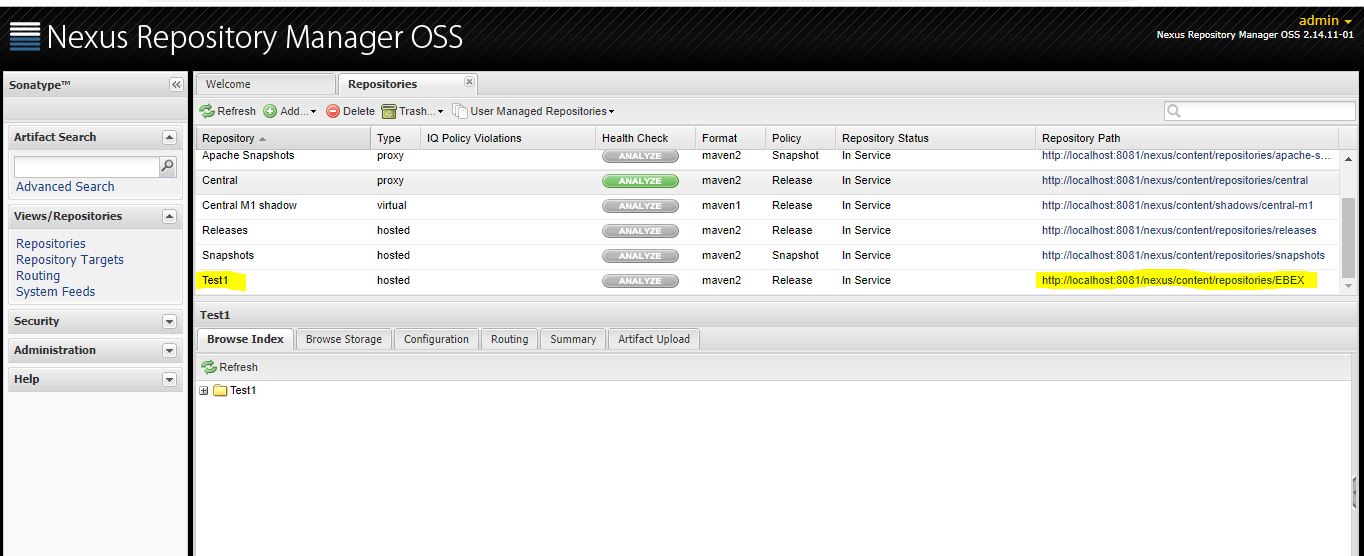 Nexus Repository Manager OSS
admin
Nexus Repository Manager OSS 2.14.11-01
Sonatype™
Welcome
Repositories
Refresh Add... Delete Trash... User Managed Repositories
Artifact Search
Advanced Search
Views/Repositories
Repositories
Repository Targets
Routing
System Feeds
Security
Administration
Help
Repository Type IQ Policy Violations Health Check Format Policy Repository Status Repository Path
Apache Snapshots proxy ANALYZE maven2 Snapshot In Service http://localhost:8081/nexus/content/repositories/apache-s...
Central proxy ANALYZE maven2 Release In Service http://localhost:8081/nexus/content/repositories/central
Central M1 shadow virtual ANALYZE maven1 Release In Service http://localhost:8081/nexus/content/shadows/central-m1
Releases hosted ANALYZE maven2 Release In Service http://localhost:8081/nexus/content/repositories/releases
Snapshots hosted ANALYZE maven2 Snapshot In Service http://localhost:8081/nexus/content/repositories/snapshots
Test1 hosted ANALYZE maven2 Release In Service http://localhost:8081/nexus/content/repositories/EBEX
Test1
Browse Index Browse Storage Configuration Routing Summary Artifact Upload
Refresh
Test1